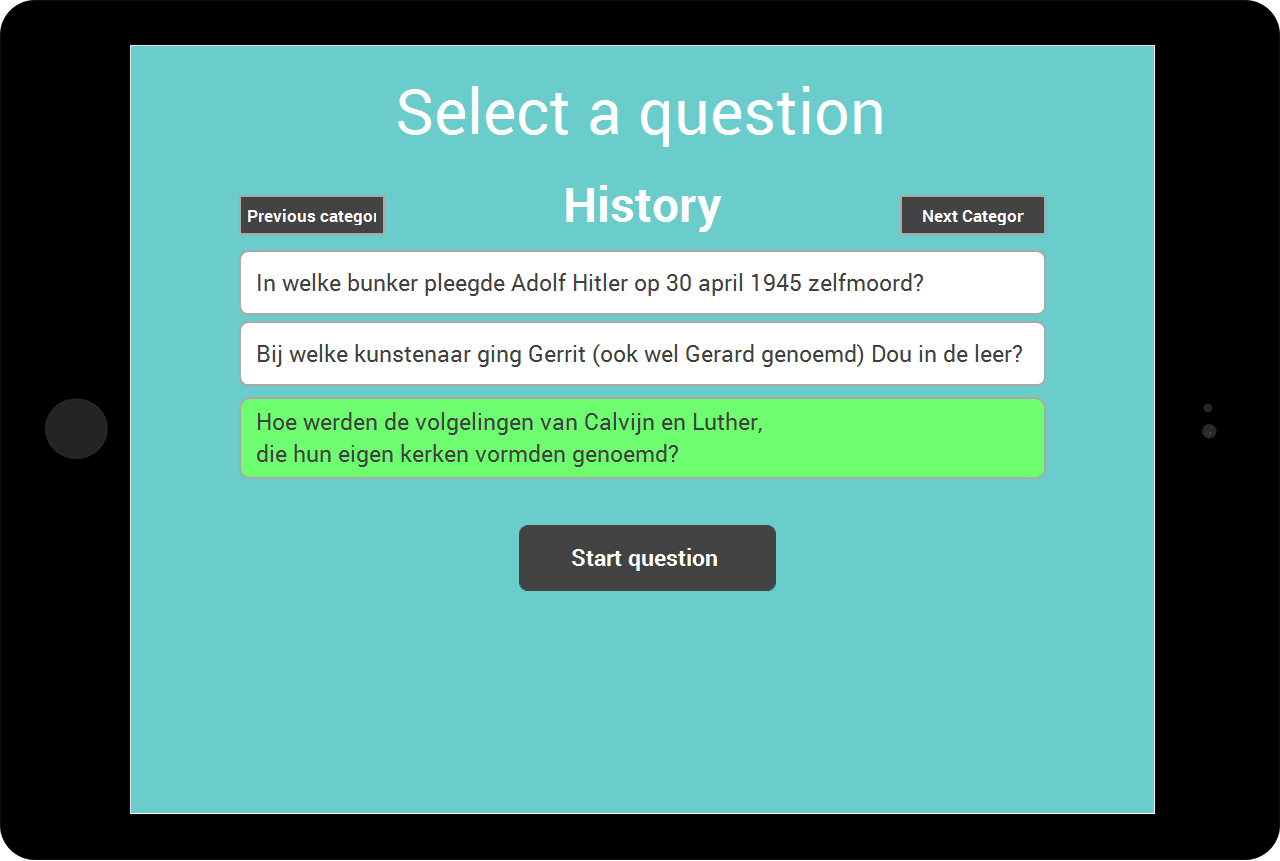 Select a question
History
Previous categor
Next Categor
In welke bunker pleegde Adolf Hitler op 30 april 1945 zelfmoord?
Bij welke kunstenaar ging Gerrit (ook wel Gerard genoemd) Dou in de leer?
Hoe werden de volgelingen van Calvijn en Luther,
die hun eigen kerken vormden genoemd?
Start question